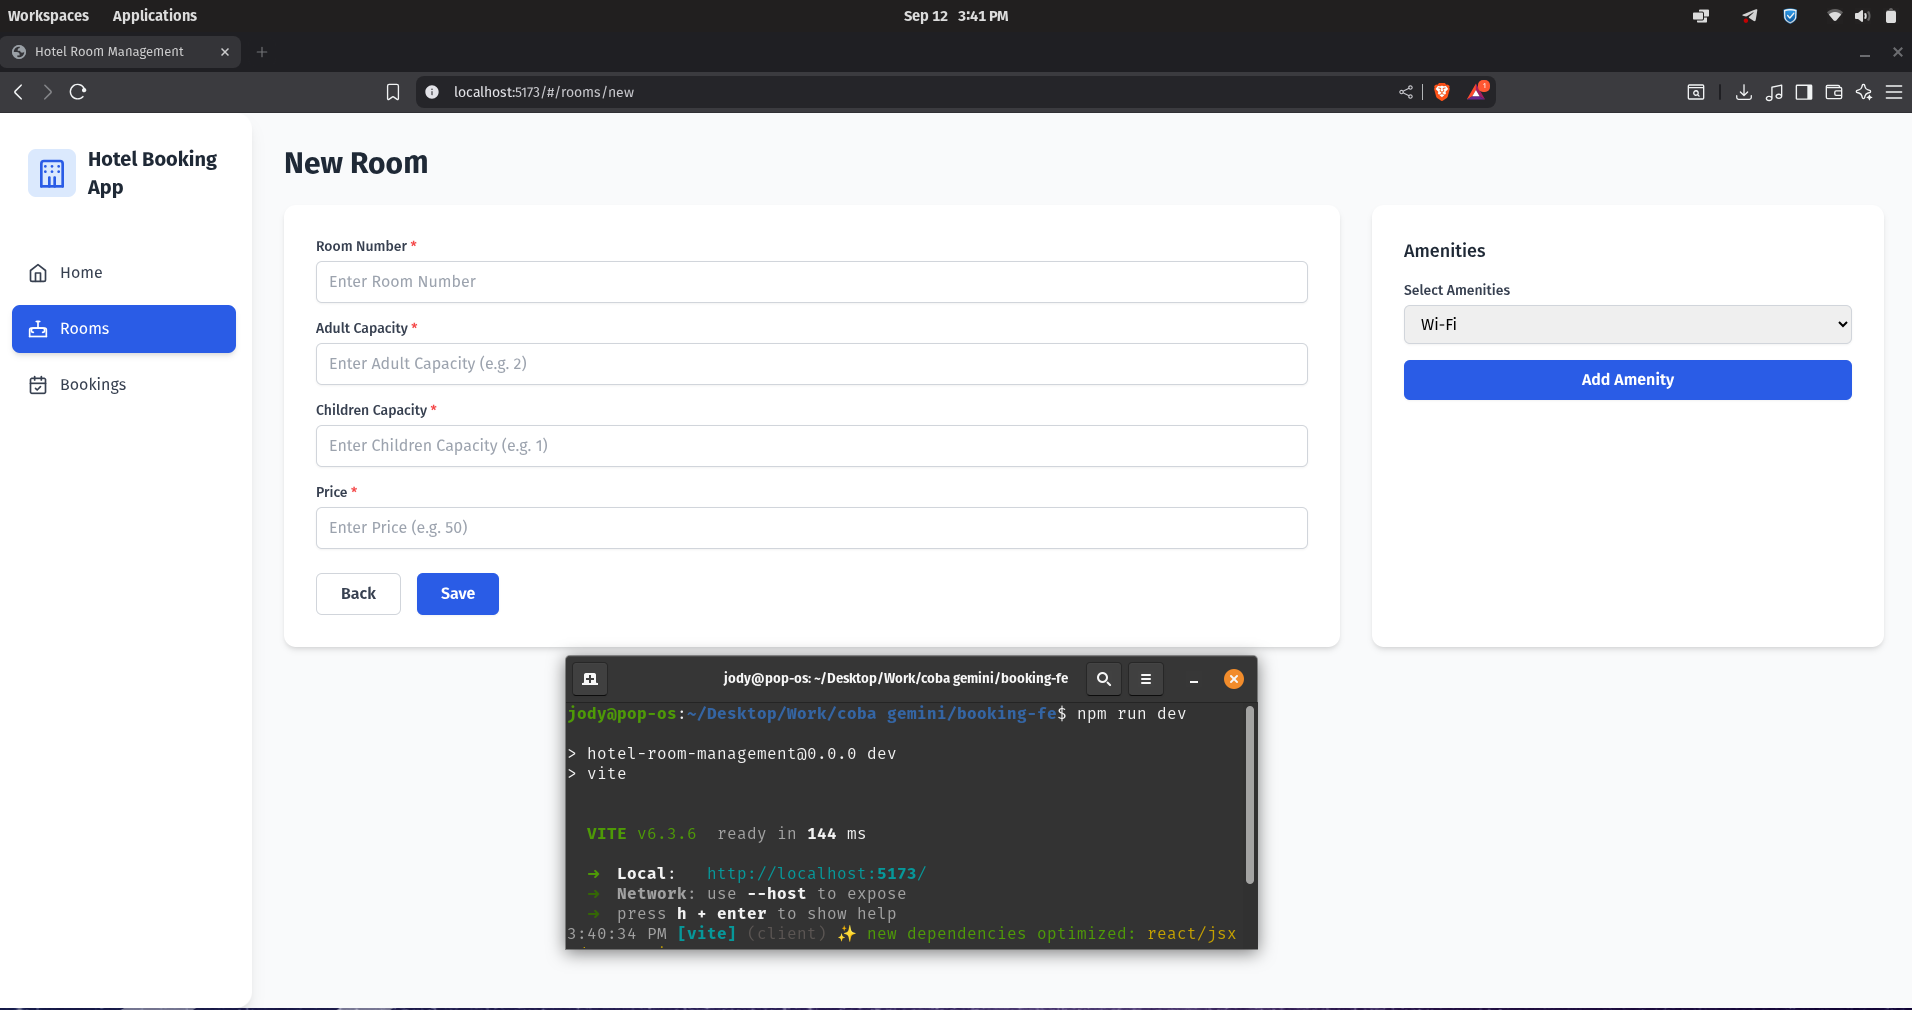 Workspaces Applications Sep 12 3:41 PM
Hotel Room Management
localhost:5173/#/rooms/new
1
Hotel Booking
App
Home
Rooms
Bookings
New Room
Room Number *
Enter Room Number
Adult Capacity *
Enter Adult Capacity (e.g. 2)
Children Capacity *
Enter Children Capacity (e.g. 1)
Price *
Enter Price (e.g. 50)
Back Save
Amenities
Select Amenities
Wi-Fi
Add Amenity
jody@pop-os: ~/Desktop/Work/coba gemini/booking-fe
jody@pop-os:~/Desktop/Work/coba gemini/booking-fe$ npm run dev
> hotel-room-management@0.0.0 dev
> vite
VITE v6.3.6 ready in 144 ms
➜ Local: http://localhost:5173/
➜ Network: use --host to expose
➜ press h + enter to show help
3:40:34 PM [vite] (client) ✨ new dependencies optimized: react/jsx